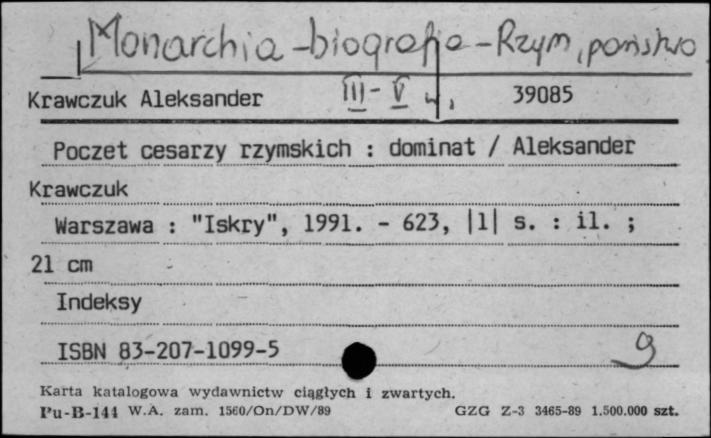 Monarchia - biografie - Rzym, państwo
III - V w.
Krawczuk Aleksander 39085
Poczet cesarzy rzymskich : dominat / Aleksander
Krawczuk
Warszawa : "Iskry", 1991. - 623, |1| s. : il. ;
21 cm
Indeksy
ISBN 83-207-1099-5
9
Karta katalogowa wydawnictw ciągłych i zwartych.
Pu-B-144 W.A. zam. 1560/On/DW/89 GZG Z-3 3465-89 1.500.000 szt.